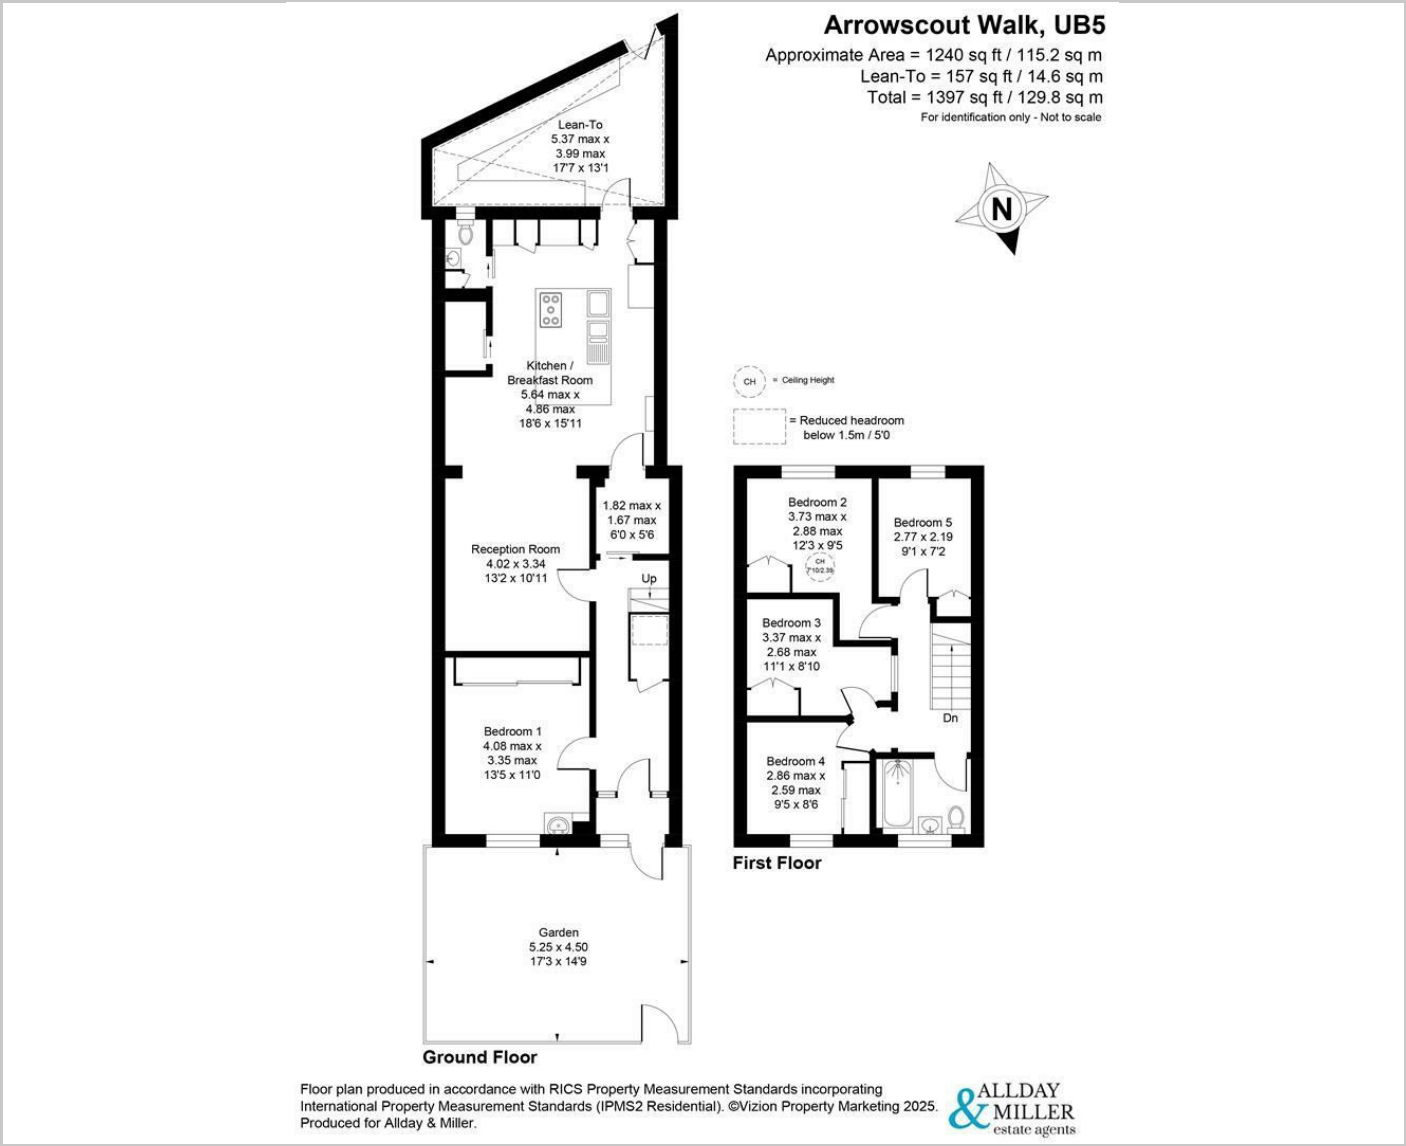 Arrowscout Walk, UB5
Approximate Area = 1240 sq ft / 115.2 sq m
Lean-To = 157 sq ft / 14.6 sq m
Total = 1397 sq ft / 129.8 sq m
For identification only - Not to scale
N
Lean-To
5.37 max x
3.99 max
17'7 x 13'1
Kitchen /
Breakfast Room
5.64 max x
4.86 max
18'6 x 15'11
CH
= Ceiling Height
= Reduced headroom
below 1.5m / 5'0
1.82 max x
1.67 max
6'0 x 5'6
Reception Room
4.02 x 3.34
13'2 x 10'11
Up
Bedroom 1
4.08 max x
3.35 max
13'5 x 11'0
Garden
5.25 x 4.50
17'3 x 14'9
Ground Floor
Bedroom 2
3.73 max x
2.88 max
12'3 x 9'5
CH
7'10/2.39
Bedroom 5
2.77 x 2.19
9'1 x 7'2
Bedroom 3
3.37 max x
2.68 max
11'1 x 8'10
Dn
Bedroom 4
2.86 max x
2.59 max
9'5 x 8'6
First Floor
Floor plan produced in accordance with RICS Property Measurement Standards incorporating
International Property Measurement Standards (IPMS2 Residential). ©Vizion Property Marketing 2025.
Produced for Allday & Miller.
ALLDAY
& MILLER
estate agents